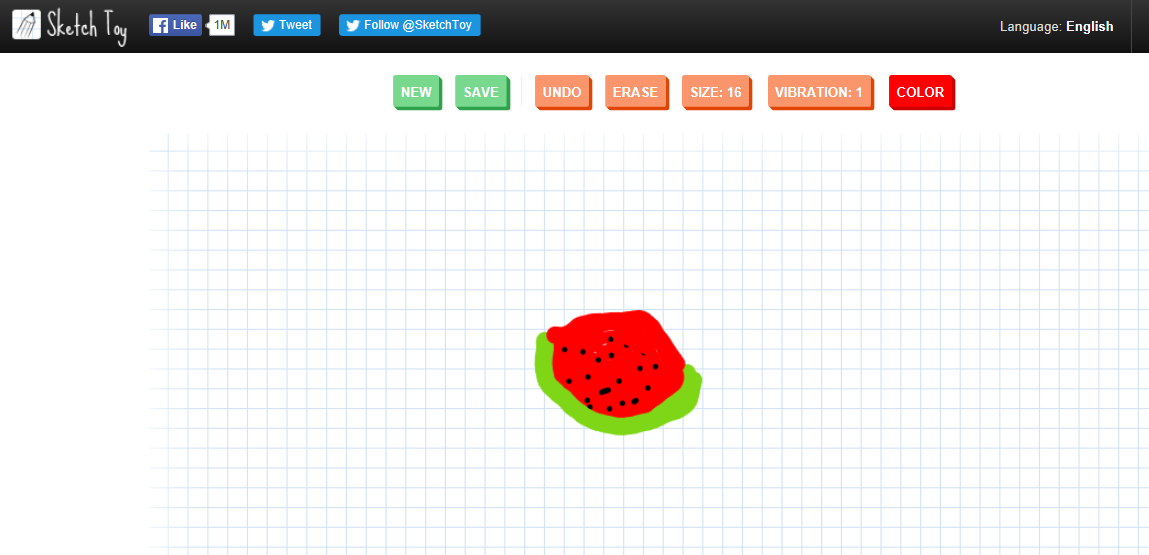 Sketch Toy Like 1M Tweet Follow @SketchToy Language: English
NEW SAVE UNDO ERASE SIZE: 16 VIBRATION: 1 COLOR